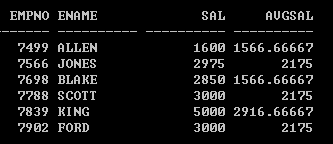 EMPNO ENAME SAL AVGSAL
------- ---------- ---------- ----------
7499 ALLEN 1600 1566.66667
7566 JONES 2975 2175
7698 BLAKE 2850 1566.66667
7788 SCOTT 3000 2175
7839 KING 5000 2916.66667
7902 FORD 3000 2175